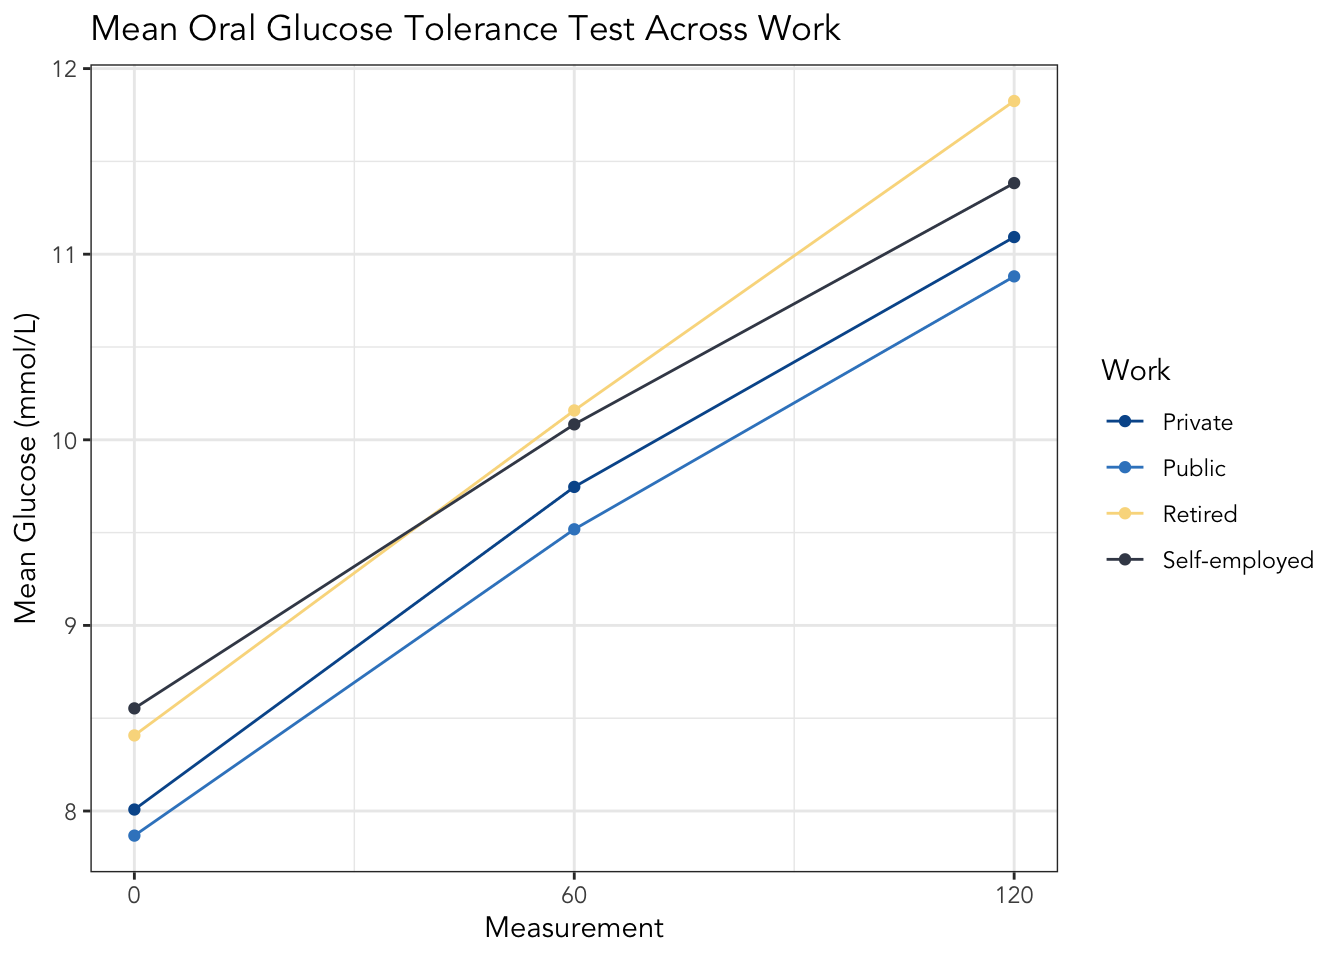 Mean Oral Glucose Tolerance Test Across Work
12
11
10
9
8
Mean Glucose (mmol/L)
0 60 120
Measurement
Work
Private
Public
Retired
Self-employed